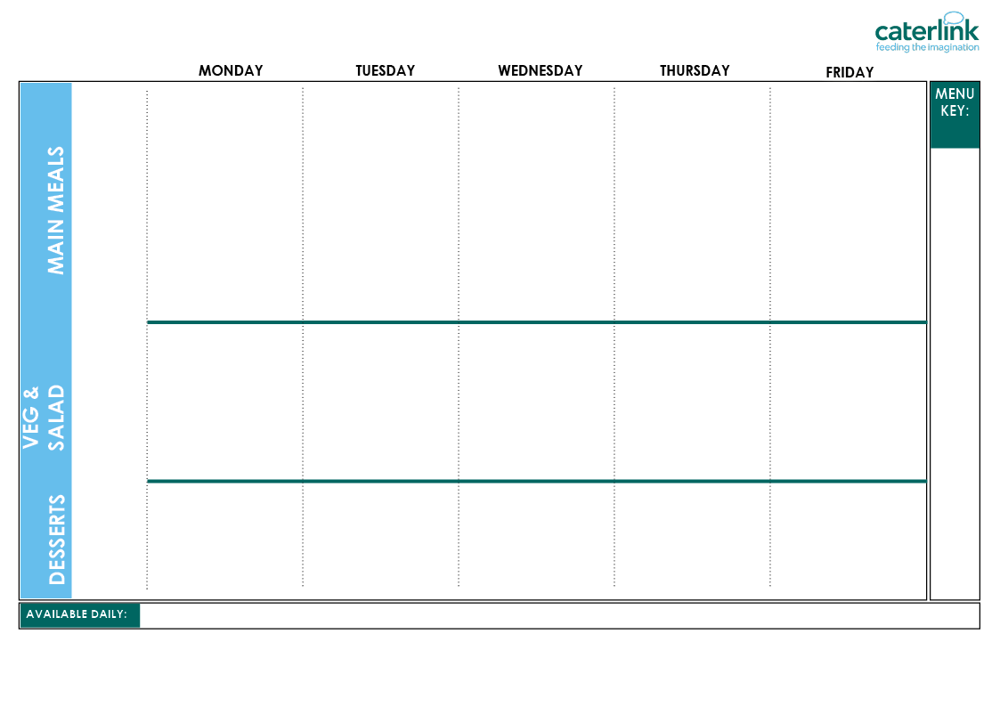 caterlink
feeding the imagination
MONDAY TUESDAY WEDNESDAY THURSDAY FRIDAY
MENU
KEY:
MAIN MEALS
VEG &
SALAD
DESSERTS
AVAILABLE DAILY: